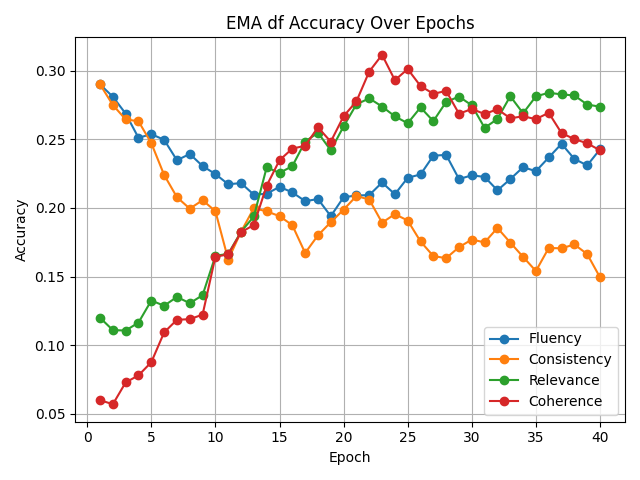 EMA df Accuracy Over Epochs
0.30
0.25
0.20
0.15
0.10
0.05
Accuracy
0 5 10 15 20 25 30 35 40
Epoch
Fluency
Consistency
Relevance
Coherence